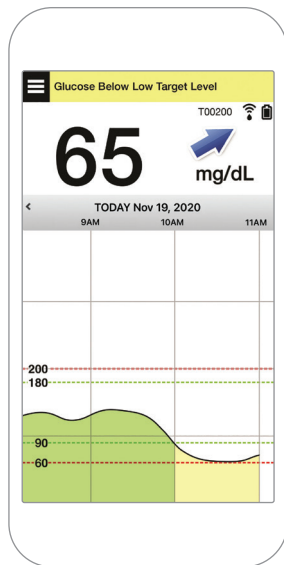 Glucose Below Low Target Level
T00200
65
mg/dL
< TODAY Nov 19, 2020
9AM 10AM 11AM
200
180
90
60